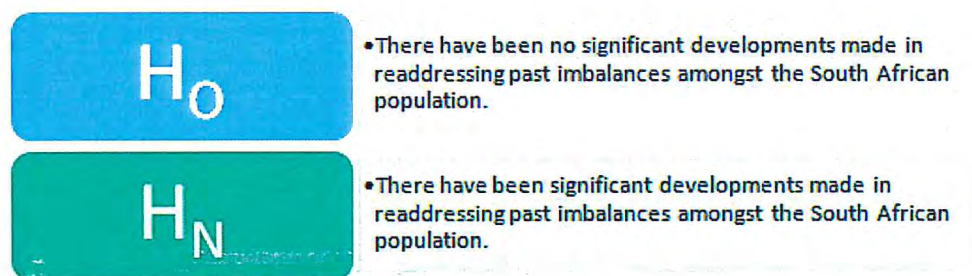 H₀
•There have been no significant developments made in
readdressing past imbalances amongst the South African
population.
H_N
•There have been significant developments made in
readdressing past imbalances amongst the South African
population.